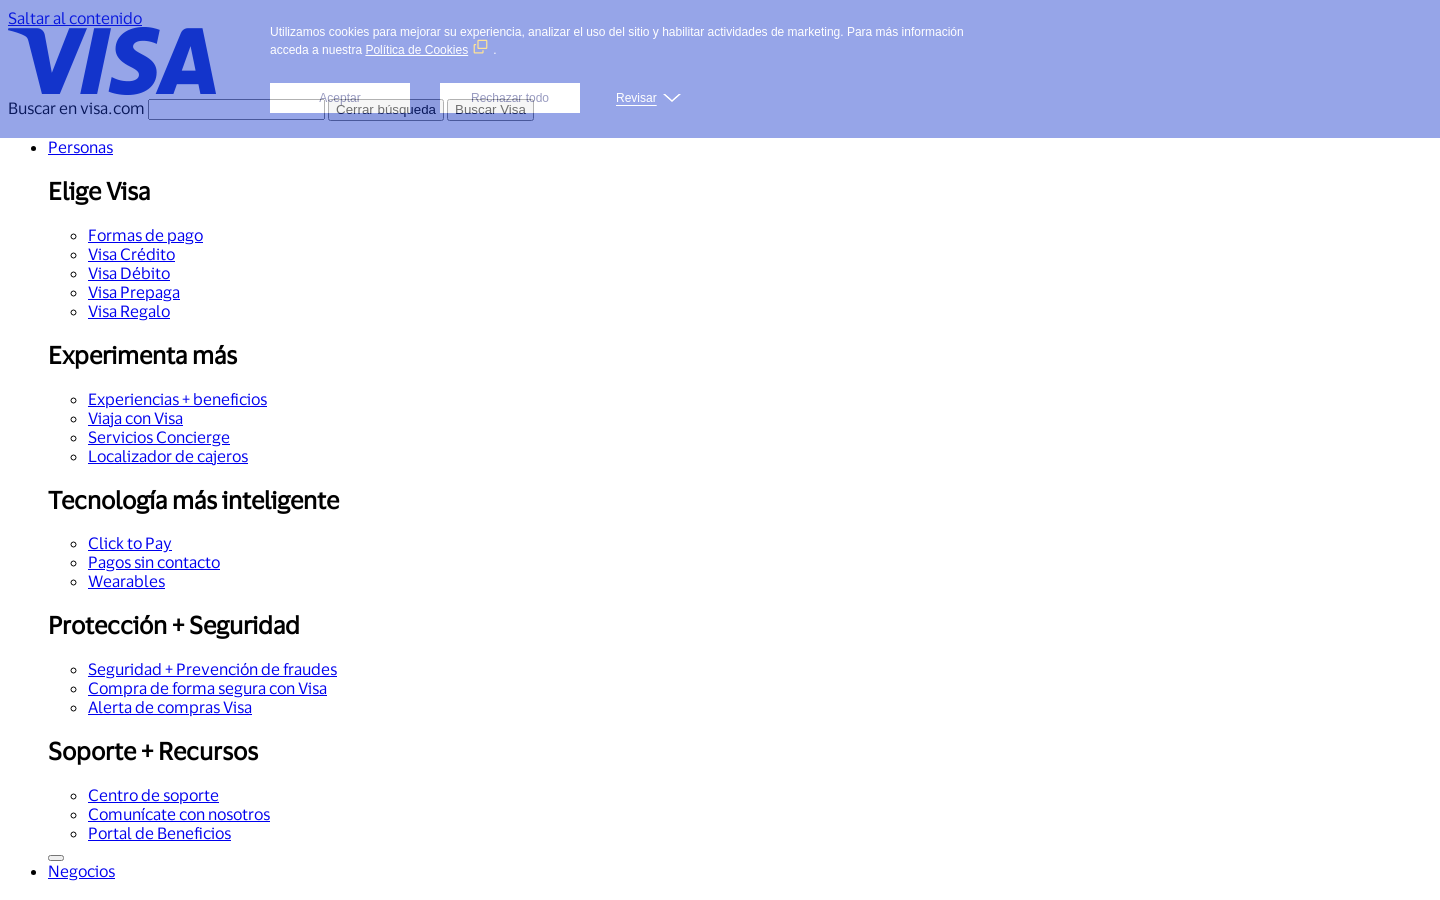 Saltar al contenido
VISA
Utilizamos cookies para mejorar su experiencia, analizar el uso del sitio y habilitar actividades de marketing. Para más información
acceda a nuestra Política de Cookies .
Aceptar
Rechazar todo
Revisar
Buscar en visa.com
Cerrar búsqueda
Buscar Visa
Personas
Elige Visa
Formas de pago
Visa Crédito
Visa Débito
Visa Prepaga
Visa Regalo
Experimenta más
Experiencias + beneficios
Viaja con Visa
Servicios Concierge
Localizador de cajeros
Tecnología más inteligente
Click to Pay
Pagos sin contacto
Wearables
Protección + Seguridad
Seguridad + Prevención de fraudes
Compra de forma segura con Visa
Alerta de compras Visa
Soporte + Recursos
Centro de soporte
Comunícate con nosotros
Portal de Beneficios
Negocios